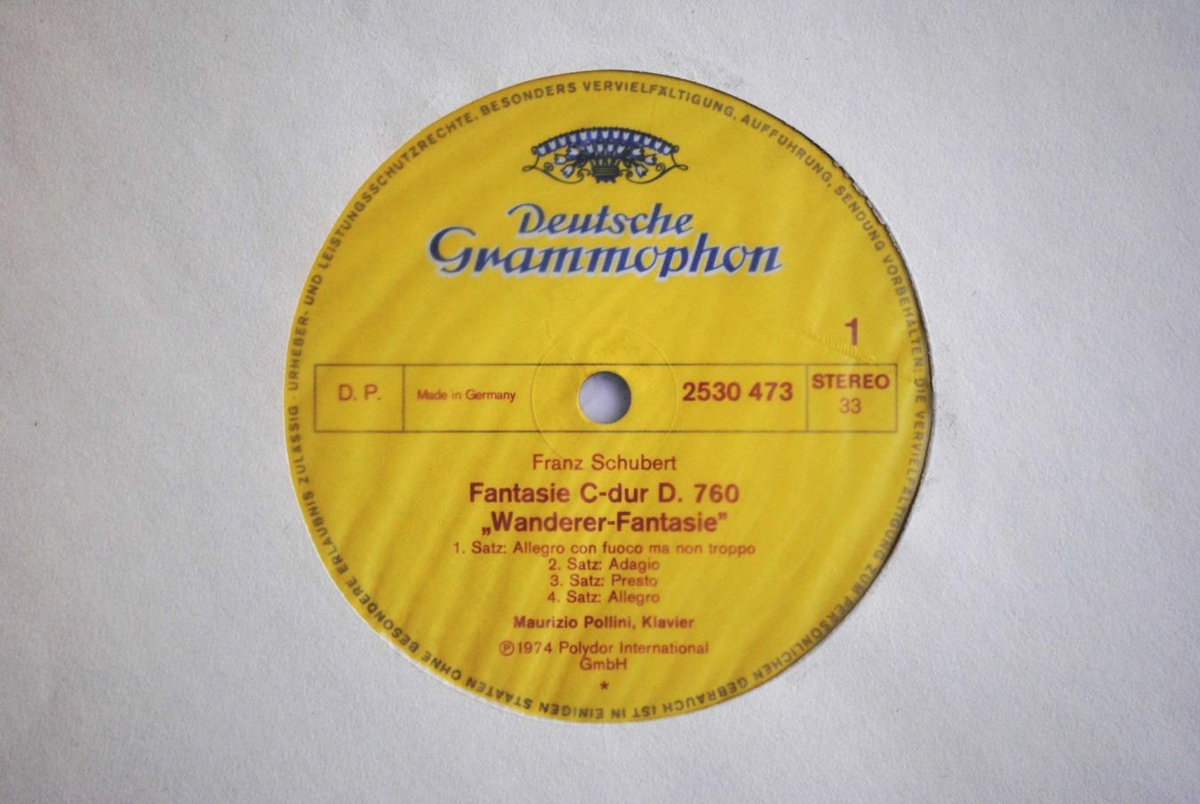 URHEBER- UND LEISTUNGSSCHUTZRECHTE, BESONDERS VERVIELFÄLTIGUNG, AUFFÜHRUNG, SENDUNG VORBEHALTEN; DIE VERVIELFÄLTIGUNG ZUM PERSÖNLICHEN GEBRAUCH IST IN EINIGEN STAATEN OHNE BESONDERE ERLAUBNIS ZULÄSSIG ·
Deutsche
Grammophon
1
D. P. Made in Germany 2530 473 STEREO
33
Franz Schubert
Fantasie C-dur D. 760
„Wanderer-Fantasie”
1. Satz: Allegro con fuoco ma non troppo
2. Satz: Adagio
3. Satz: Presto
4. Satz: Allegro
Maurizio Pollini, Klavier
℗1974 Polydor International
GmbH
*